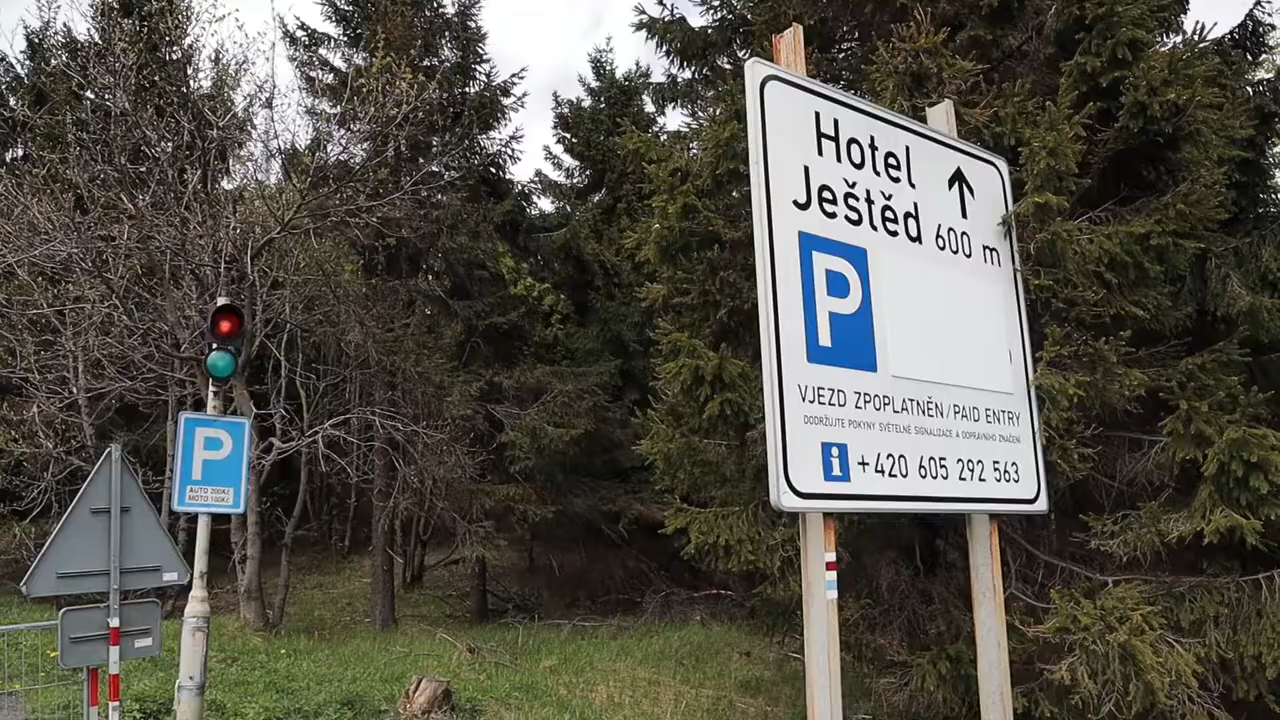 Hotel
Ještěd 600 m
P
VJEZD ZPOPLATNĚN/PAID ENTRY
DODRŽUJTE POKYNY SVĚTELNÉ SIGNALIZACE A DOPRAVNÍHO ZNAČENÍ
i +420 605 292 563
P
AUTO 200Kč
MOTO 100Kč